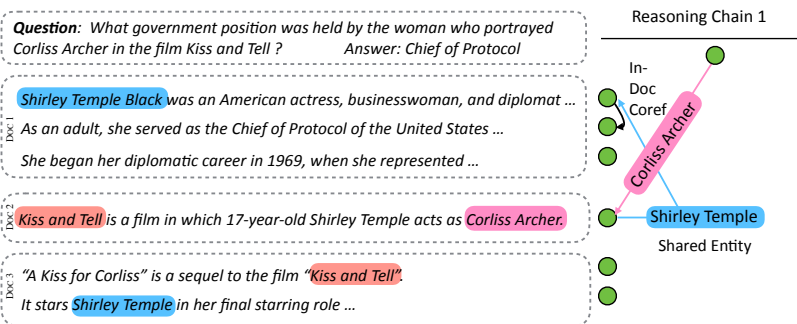 Question: What government position was held by the woman who portrayed
Corliss Archer in the film Kiss and Tell ? Answer: Chief of Protocol
Doc 1
Shirley Temple Black was an American actress, businesswoman, and diplomat ...
As an adult, she served as the Chief of Protocol of the United States ...
She began her diplomatic career in 1969, when she represented ...
Doc 2
Kiss and Tell is a film in which 17-year-old Shirley Temple acts as Corliss Archer.
Doc 3
“A Kiss for Corliss” is a sequel to the film “Kiss and Tell”.
It stars Shirley Temple in her final starring role ...
Reasoning Chain 1
In-
Doc
Coref
Corliss Archer
Shirley Temple
Shared Entity